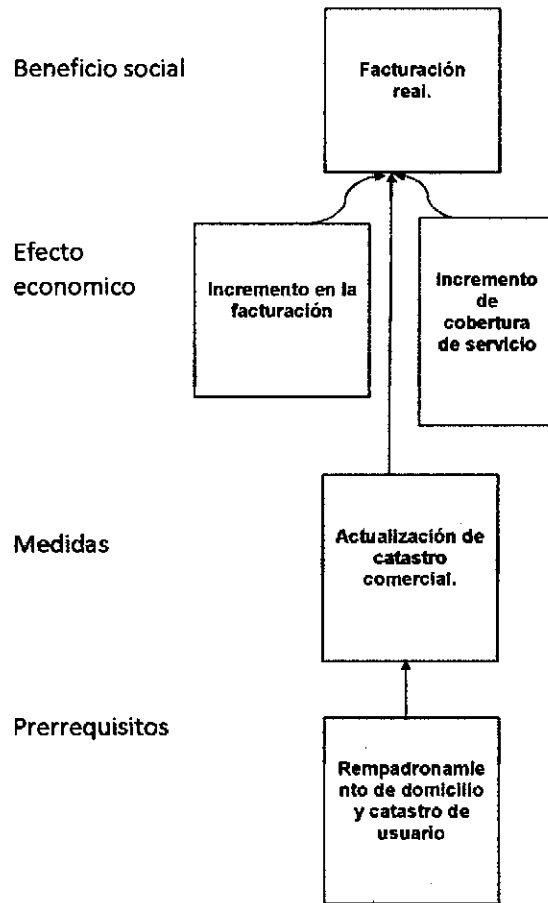 Beneficio social
Facturación
real.
Efecto
economico
Incremento en la
facturación
Incremento
de
cobertura
de servicio
Medidas
Actualización de
catastro
comercial.
Prerrequisitos
Rempadronamie
nto de domicilio
y catastro de
usuario